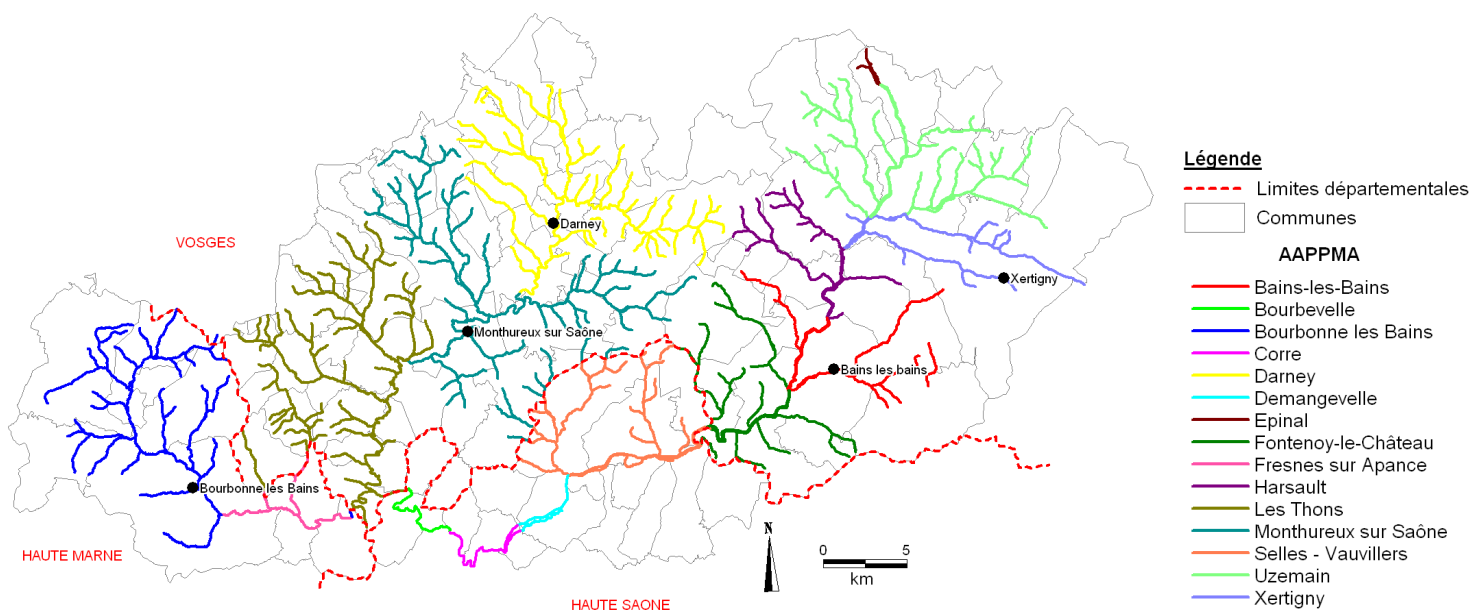 VOSGES
Darney
Xertigny
Monthureux sur Saône
Bains les bains
Bourbonne les Bains
HAUTE MARNE
HAUTE SAONE
N
0 5
km
Légende
Limites départementales
Communes
AAPPMA
Bains-les-Bains
Bourbevelle
Bourbonne les Bains
Corre
Darney
Demangevelle
Epinal
Fontenoy-le-Château
Fresnes sur Apance
Harsault
Les Thons
Monthureux sur Saône
Selles - Vauvillers
Uzemain
Xertigny